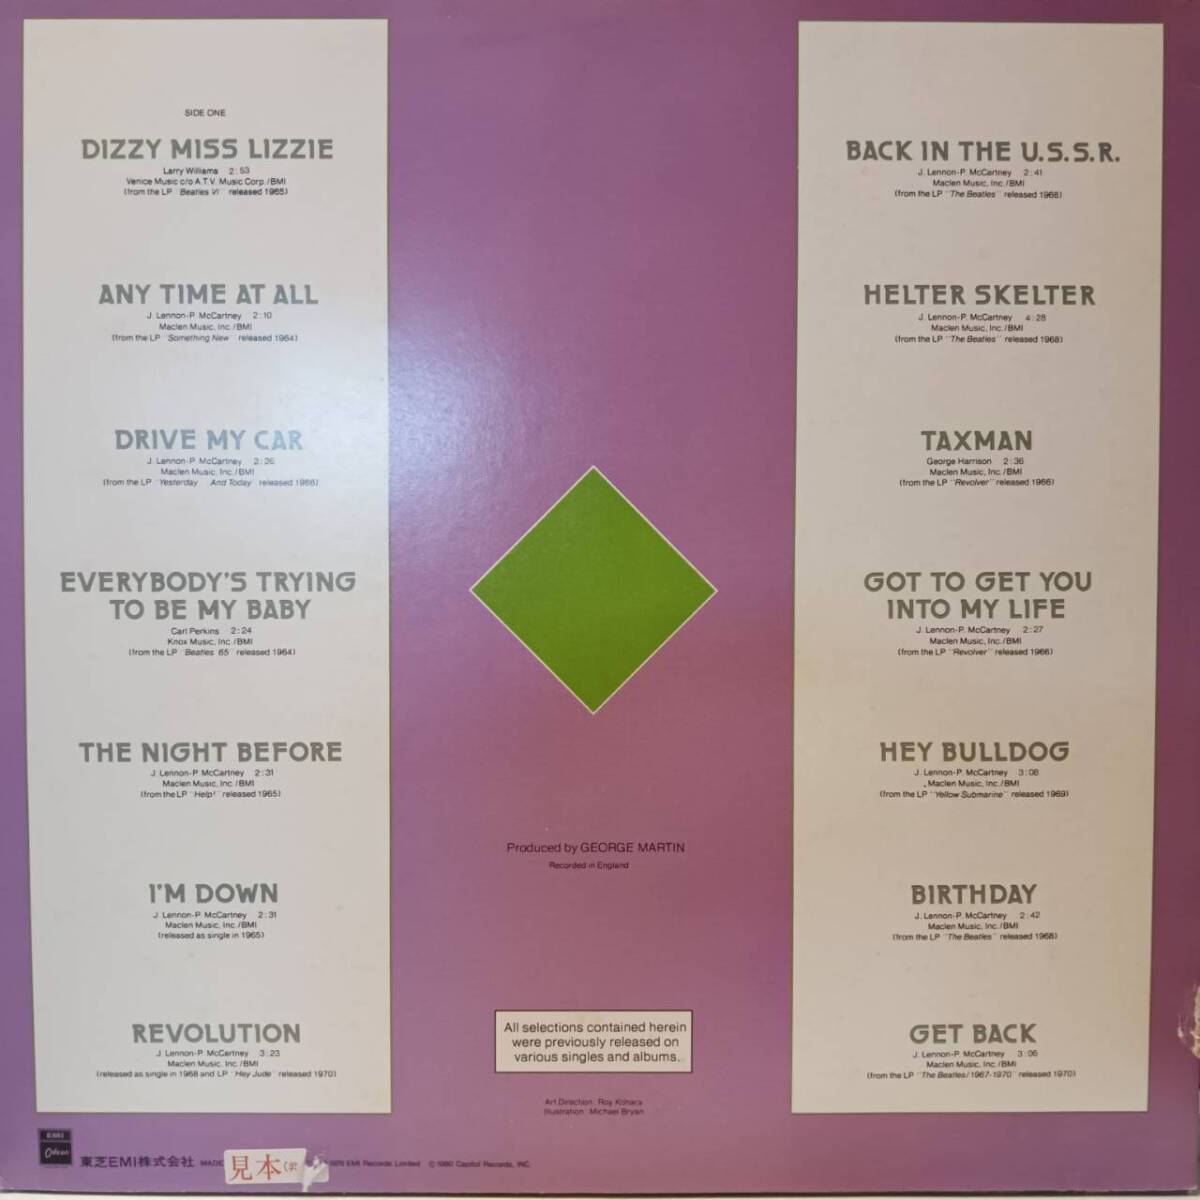 SIDE ONE
DIZZY MISS LIZZIE
Larry Williams 2:53
Venice Music c/o A.T.V. Music Corp./BMI
(from the LP "Beatles VI" released 1965)
ANY TIME AT ALL
J. Lennon-P. McCartney 2:10
Maclen Music, Inc./BMI
(from the LP "Something New" released 1964)
DRIVE MY CAR
J. Lennon-P. McCartney 2:26
Maclen Music, Inc./BMI
(from the LP "Yesterday And Today" released 1966)
EVERYBODY'S TRYING
TO BE MY BABY
Carl Perkins 2:24
Knox Music, Inc./BMI
(from the LP "Beatles 65" released 1964)
THE NIGHT BEFORE
J. Lennon-P. McCartney 2:31
Maclen Music, Inc./BMI
(from the LP "Help!" released 1965)
I'M DOWN
J. Lennon-P. McCartney 2:31
Maclen Music, Inc./BMI
(released as single in 1965)
REVOLUTION
J. Lennon-P. McCartney 3:23
Maclen Music, Inc./BMI
(released as single in 1968 and LP "Hey Jude" released 1970)
Produced by GEORGE MARTIN
Recorded in England
All selections contained herein
were previously released on
various singles and albums.
Art Direction: Roy Kohara
Illustration: Michael Bryan
BACK IN THE U.S.S.R.
J. Lennon-P. McCartney 2:41
Maclen Music, Inc./BMI
(from the LP "The Beatles" released 1968)
HELTER SKELTER
J. Lennon-P. McCartney 4:28
Maclen Music, Inc./BMI
(from the LP "The Beatles" released 1968)
TAXMAN
George Harrison 2:36
Maclen Music, Inc./BMI
(from the LP "Revolver" released 1966)
GOT TO GET YOU
INTO MY LIFE
J. Lennon-P. McCartney 2:27
Maclen Music, Inc./BMI
(from the LP "Revolver" released 1966)
HEY BULLDOG
J. Lennon-P. McCartney 3:08
Maclen Music, Inc./BMI
(from the LP "Yellow Submarine" released 1969)
BIRTHDAY
J. Lennon-P. McCartney 2:42
Maclen Music, Inc./BMI
(from the LP "The Beatles" released 1968)
GET BACK
J. Lennon-P. McCartney 3:06
Maclen Music, Inc./BMI
(from the LP "The Beatles/1967-1970" released 1970)
EMI
Odeon
東芝EMI株式会社 MADE 見本 EMI Records Limited © 1980 Capitol Records, INC